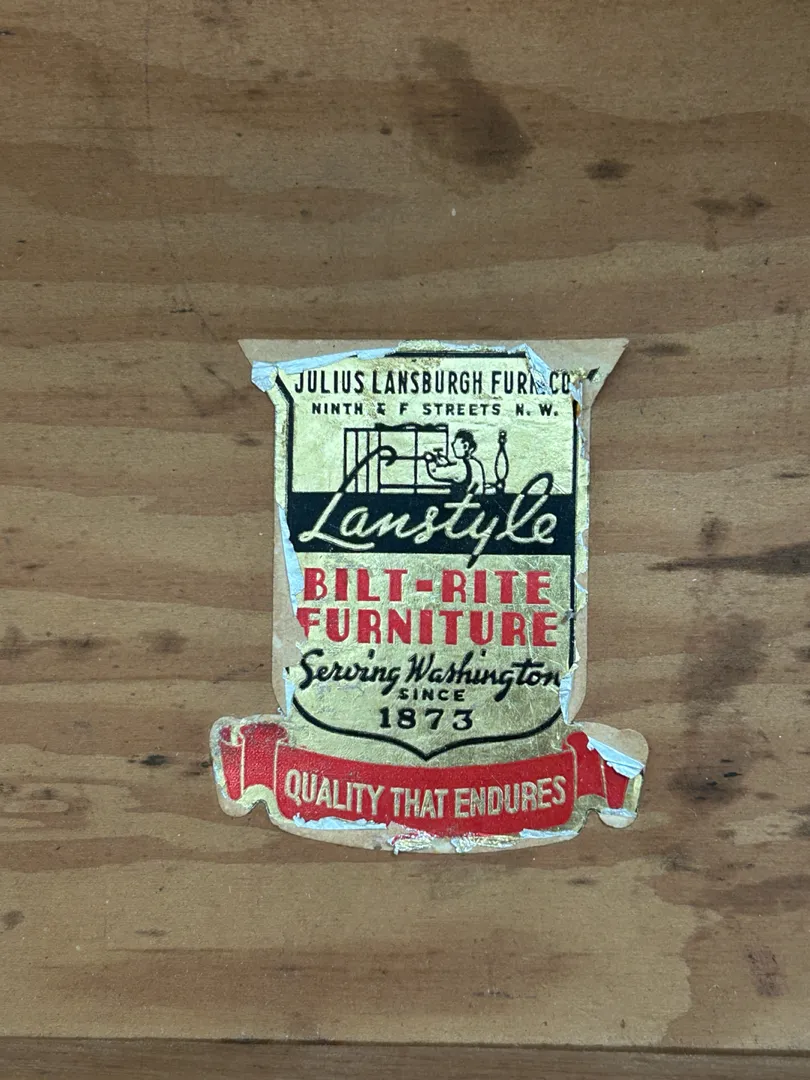 JULIUS LANSBURGH FURN. CO
NINTH & F STREETS N. W.
Lanstyle
BILT-RITE
FURNITURE
Serving Washington
SINCE
1873
QUALITY THAT ENDURES